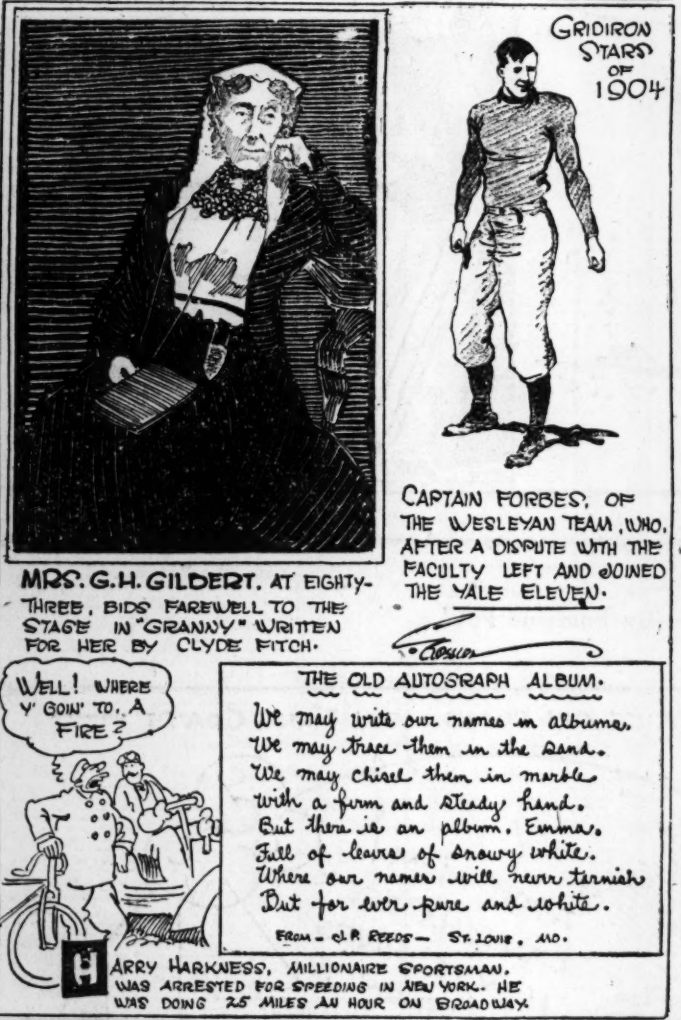 GRIDIRON
STARS
OF
1904
CAPTAIN FORBES, OF
THE WESLEYAN TEAM, WHO,
AFTER A DISPUTE WITH THE
FACULTY LEFT AND JOINED
THE YALE ELEVEN.
MRS. G.H. GILBERT. AT EIGHTY-
THREE, BIDS FAREWELL TO THE
STAGE IN "GRANNY" WRITTEN
FOR HER BY CLYDE FITCH.
WELL! WHERE
Y' GOIN' TO. A
FIRE?
THE OLD AUTOGRAPH ALBUM.
We may write our names in albums.
We may trace them in the sand.
We may chisel them in marble
With a firm and steady hand.
But there is an album. Emma.
Full of leavs of snowy white.
Where our names will nevr tarnish
But for ever pure and white.
FROM - J.P. REEDS - ST. LOUIS. MO.
HARRY HARKNESS, MILLIONAIRE SPORTSMAN.
WAS ARRESTED FOR SPEEDING IN NEW YORK. HE
WAS DOING 25 MILES AN HOUR ON BROADWAY.